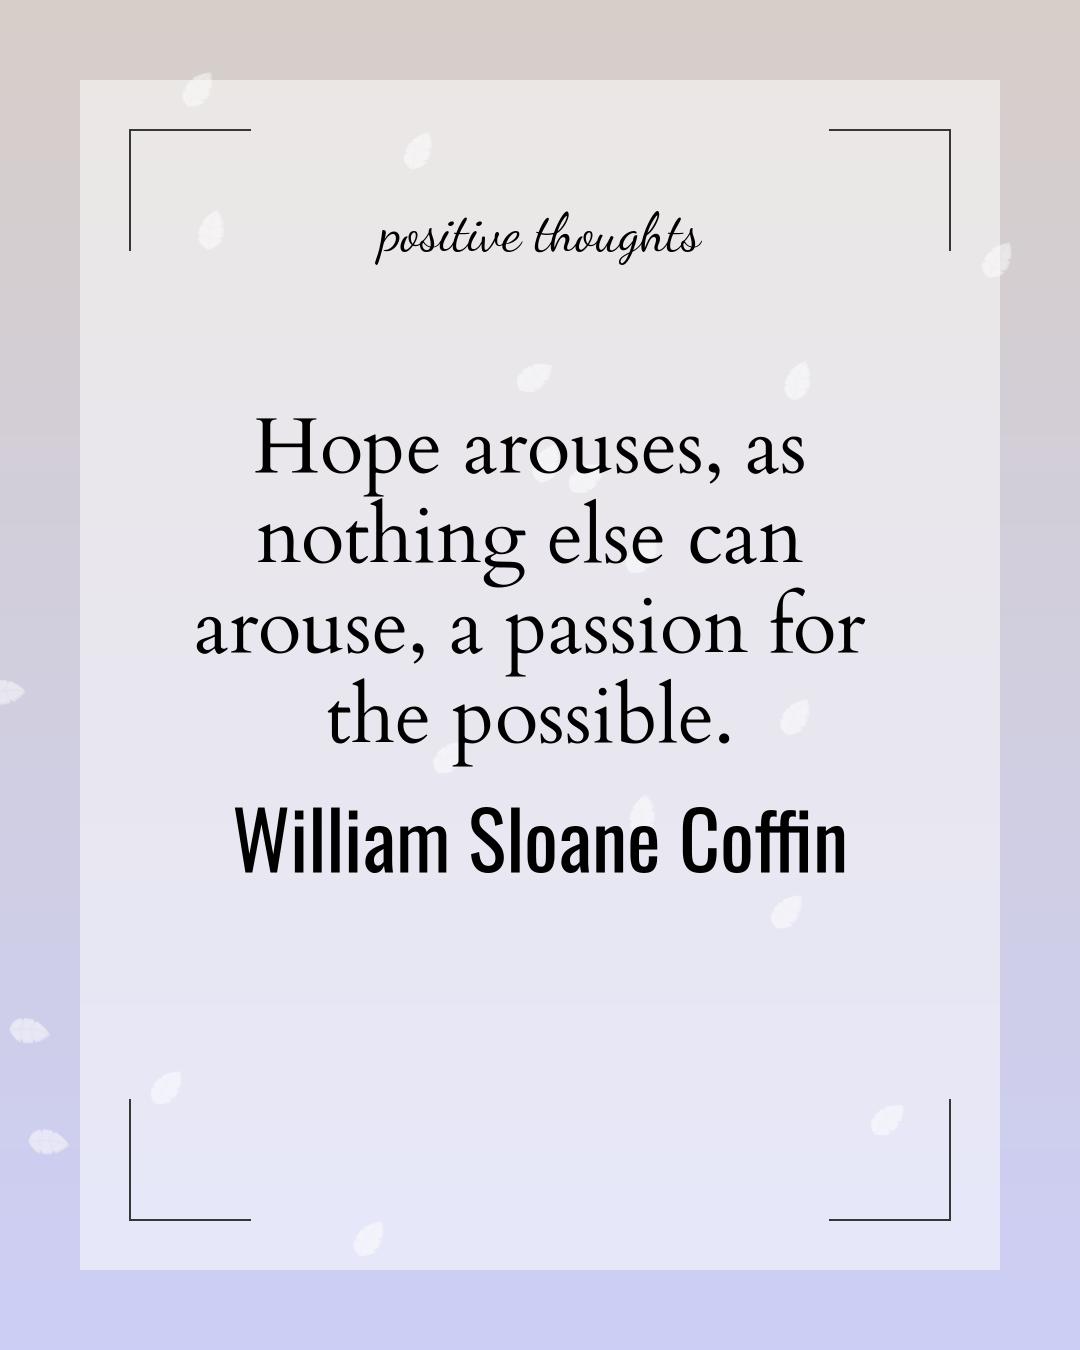 positive thoughts
Hope arouses, as
nothing else can
arouse, a passion for
the possible.
William Sloane Coffin